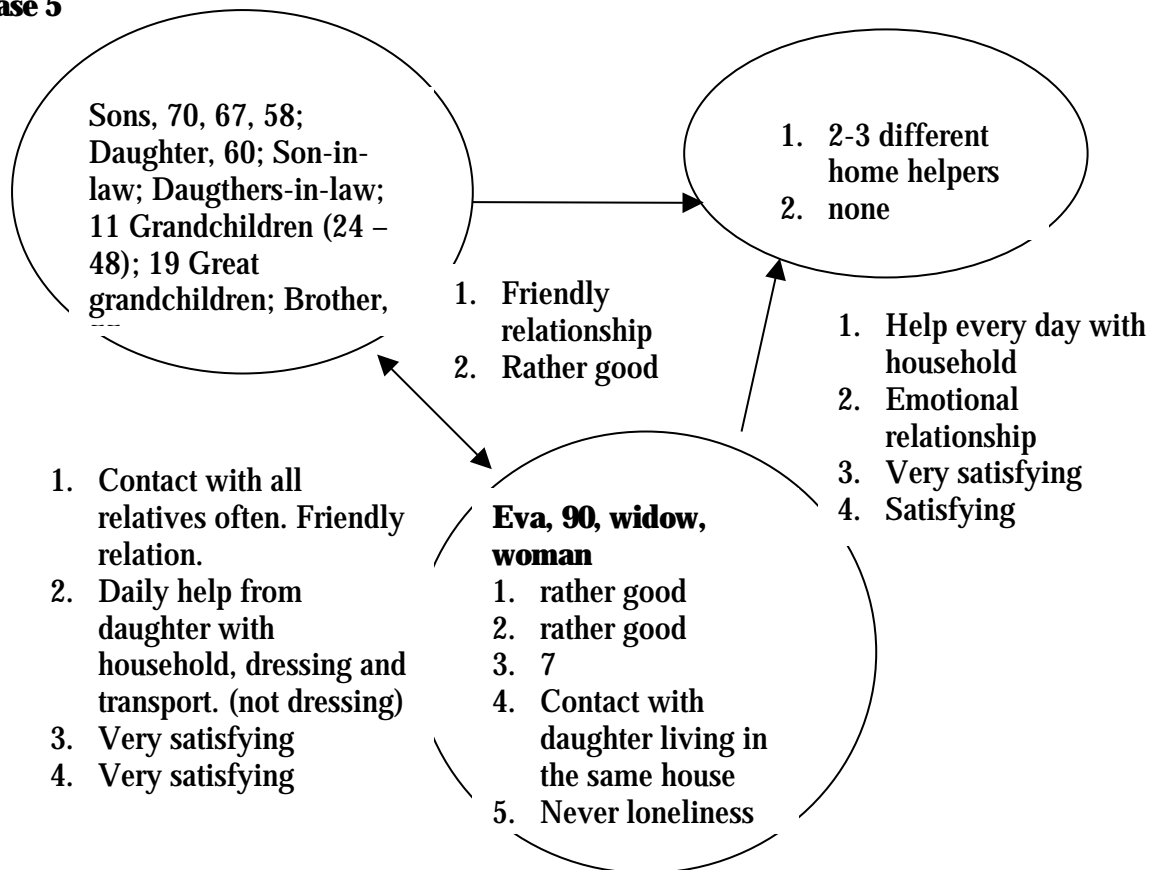 ase 5
Sons, 70, 67, 58;
Daughter, 60; Son-in-
law; Daugthers-in-law;
11 Grandchildren (24 –
48); 19 Great
grandchildren; Brother,
1. 2-3 different
home helpers
2. none
1. Friendly
relationship
2. Rather good
1. Help every day with
household
2. Emotional
relationship
3. Very satisfying
4. Satisfying
1. Contact with all
relatives often. Friendly
relation.
2. Daily help from
daughter with
household, dressing and
transport. (not dressing)
3. Very satisfying
4. Very satisfying
Eva, 90, widow,
woman
1. rather good
2. rather good
3. 7
4. Contact with
daughter living in
the same house
5. Never loneliness